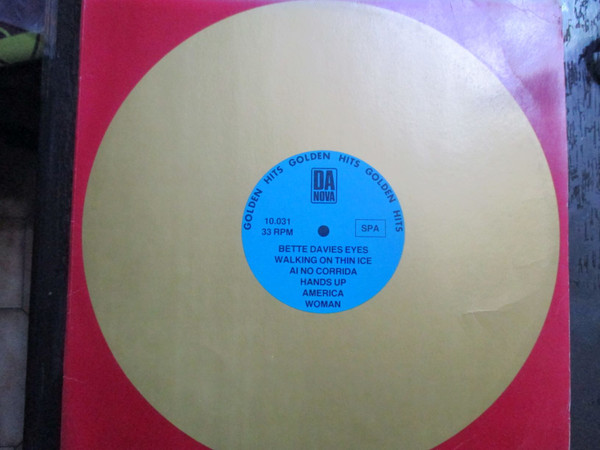 GOLDEN HITS GOLDEN HITS GOLDEN HITS
DA
NOVA
10.031
33 RPM
SPA
BETTE DAVIES EYES
WALKING ON THIN ICE
AI NO CORRIDA
HANDS UP
AMERICA
WOMAN